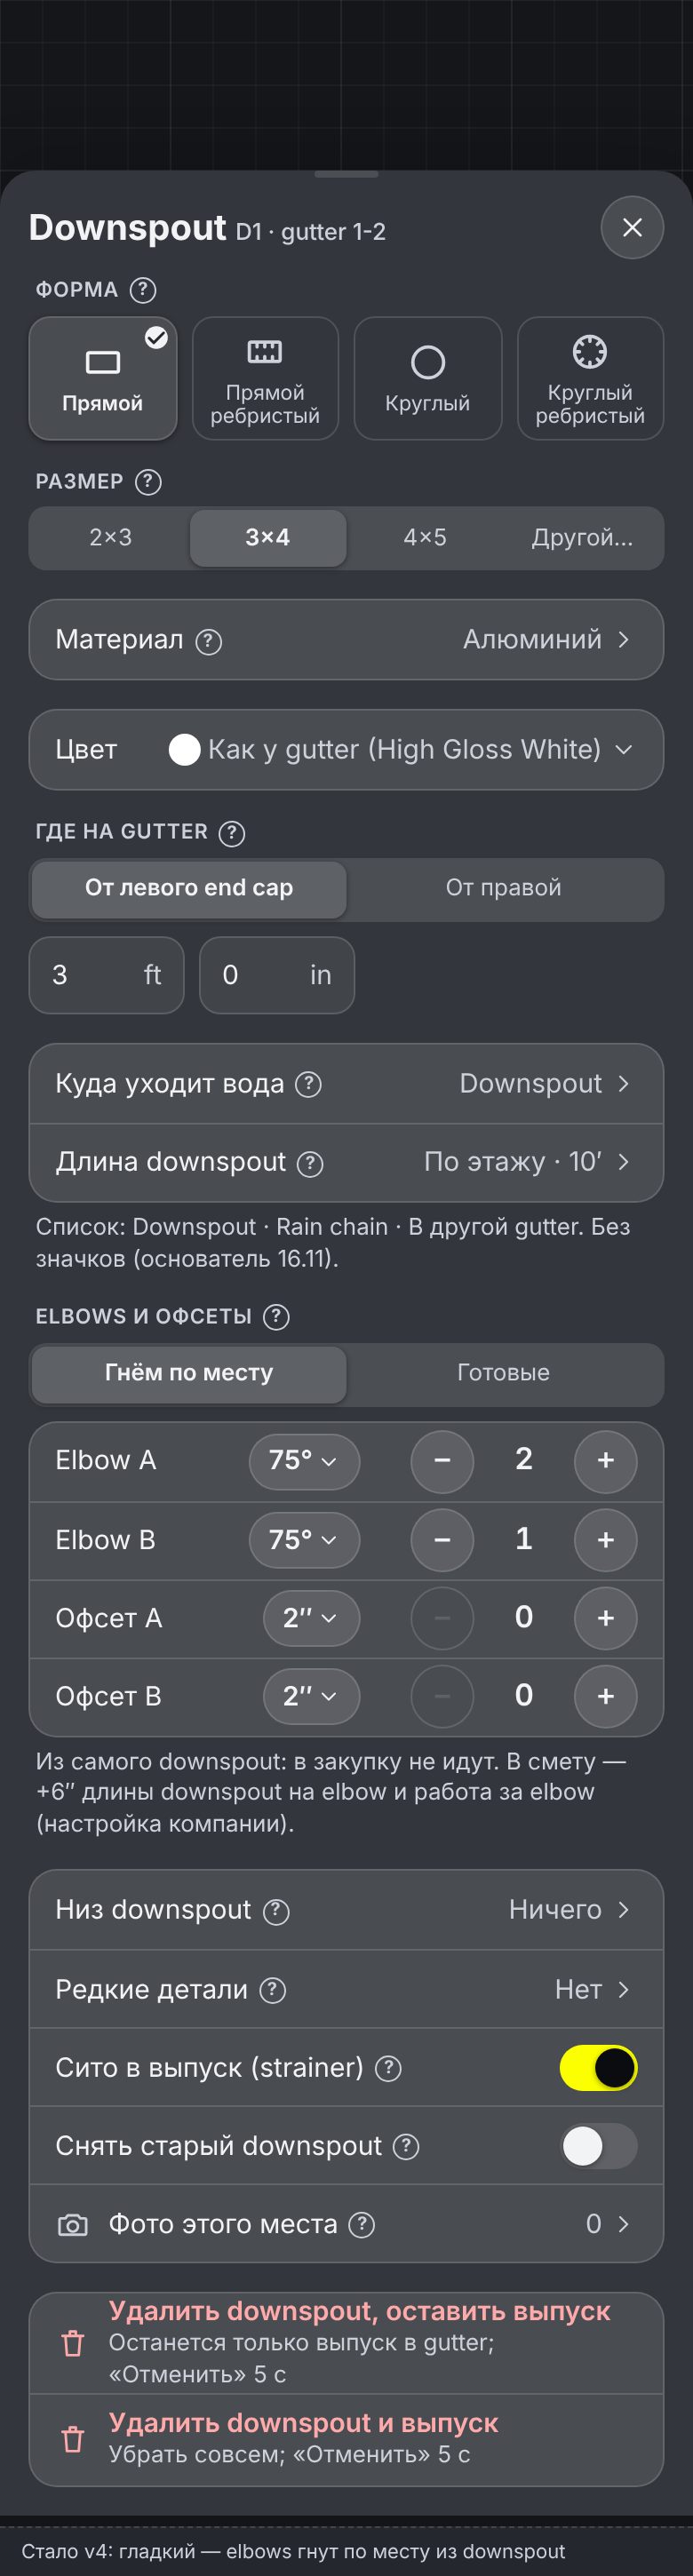 Downspout D1 · gutter 1-2
ФОРМА ?
Прямой
Прямой
ребристый
Круглый
Круглый
ребристый
РАЗМЕР ?
2×3 3×4 4×5 Другой...
Материал ? Алюминий
Цвет Как у gutter (High Gloss White)
ГДЕ НА GUTTER ?
От левого end cap От правой
3 ft 0 in
Куда уходит вода ? Downspout
Длина downspout ? По этажу · 10′
Список: Downspout · Rain chain · В другой gutter. Без
значков (основатель 16.11).
ELBOWS И ОФСЕТЫ ?
Гнём по месту Готовые
Elbow A 75° − 2 +
Elbow B 75° − 1 +
Офсет A 2″ − 0 +
Офсет B 2″ − 0 +
Из самого downspout: в закупку не идут. В смету —
+6″ длины downspout на elbow и работа за elbow
(настройка компании).
Низ downspout ? Ничего
Редкие детали ? Нет
Сито в выпуск (strainer) ?
Снять старый downspout ?
Фото этого места ? 0
Удалить downspout, оставить выпуск
Останется только выпуск в gutter;
«Отменить» 5 с
Удалить downspout и выпуск
Убрать совсем; «Отменить» 5 с
Стало v4: гладкий — elbows гнут по месту из downspout